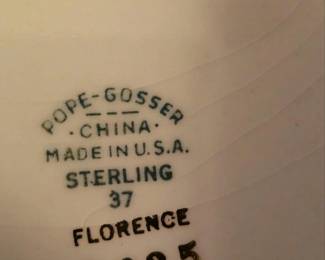 POPE-GOSSER
· CHINA ·
MADE IN U.S.A.
STERLING
37
FLORENCE